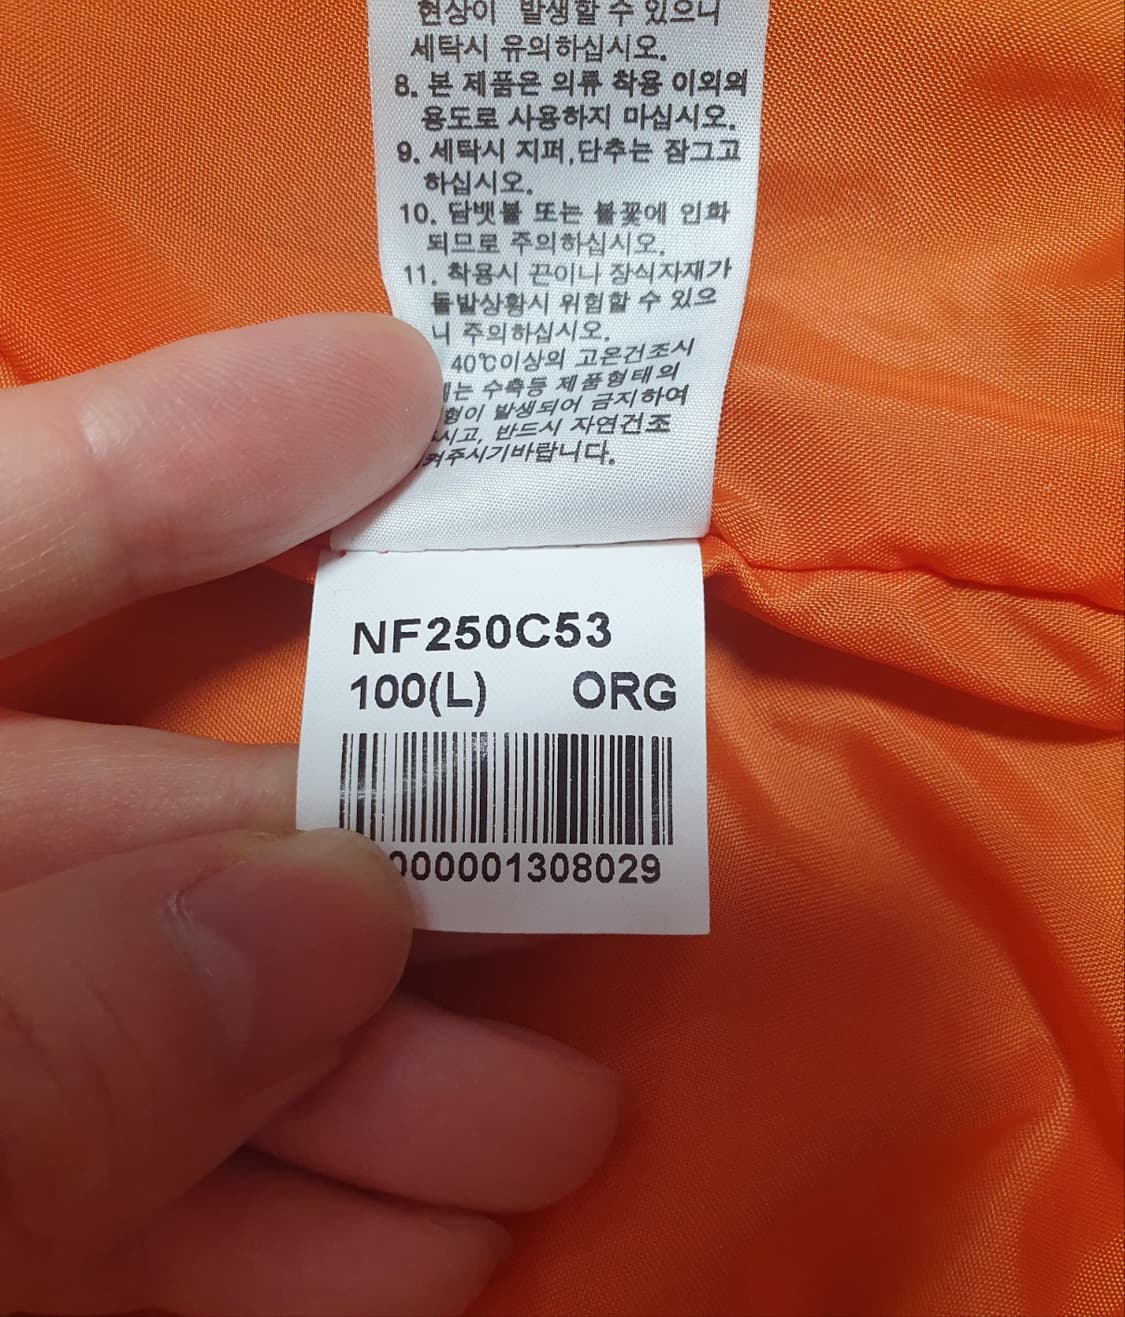 현상이 발생할 수 있으니
세탁시 유의하십시오.
8. 본 제품은 의류 착용 이외의
용도로 사용하지 마십시오.
9. 세탁시 지퍼,단추는 잠그고
하십시오.
10. 담뱃불 또는 불꽃에 인화
되므로 주의하십시오.
11. 착용시 끈이나 장식자재가
돌발상황시 위험할 수 있으
니 주의하십시오.
40℃이상의 고온건조시
수축등 제품형태의
발생되어 금지하여
반드시 자연건조
NF250C53
100(L) ORG
000001308029